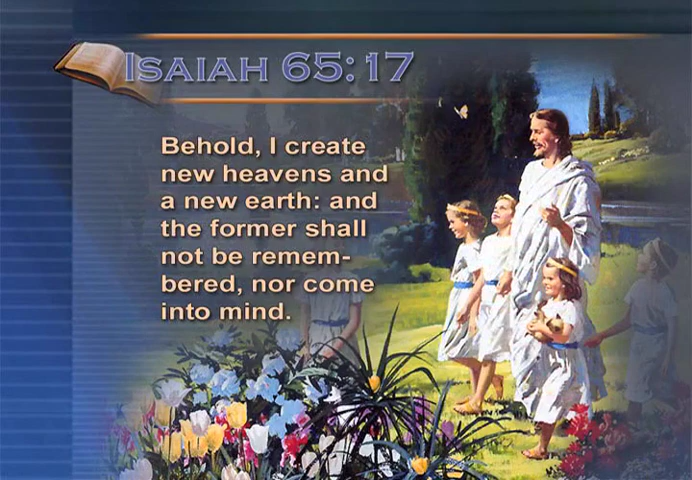 Isaiah 65:17
Behold, I create
new heavens and
a new earth: and
the former shall
not be remem-
bered, nor come
into mind.